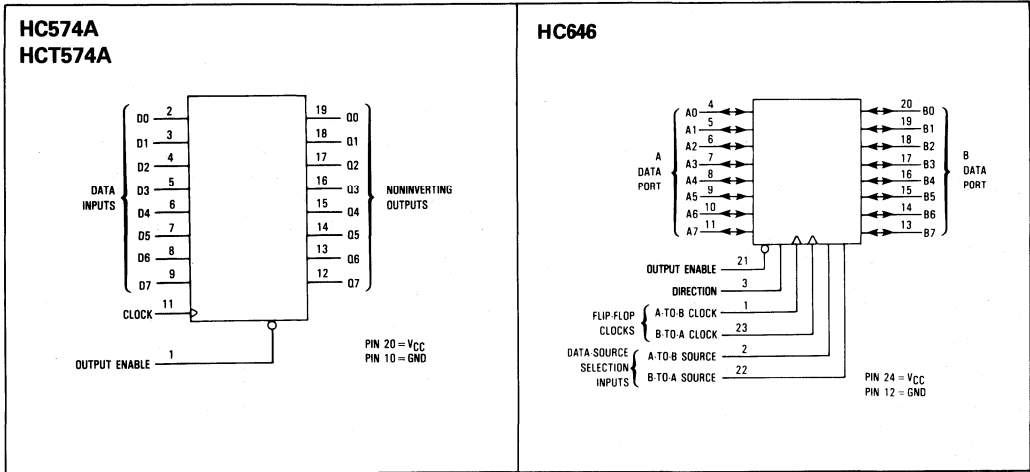 HC574A
HCT574A
D0 2
D1 3
D2 4
D3 5
D4 6
D5 7
D6 8
D7 9
DATA
INPUTS
CLOCK 11
OUTPUT ENABLE 1
19 Q0
18 Q1
17 Q2
16 Q3
15 Q4
14 Q5
13 Q6
12 Q7
NONINVERTING
OUTPUTS
PIN 20 = VCC
PIN 10 = GND
HC646
A
DATA
PORT
A0 4
A1 5
A2 6
A3 7
A4 8
A5 9
A6 10
A7 11
20 B0
19 B1
18 B2
17 B3
16 B4
15 B5
14 B6
13 B7
B
DATA
PORT
OUTPUT ENABLE 21
DIRECTION 3
FLIP-FLOP
CLOCKS
A-TO-B CLOCK 1
B-TO-A CLOCK 23
DATA-SOURCE
SELECTION
INPUTS
A-TO-B SOURCE 2
B-TO-A SOURCE 22
PIN 24 = VCC
PIN 12 = GND